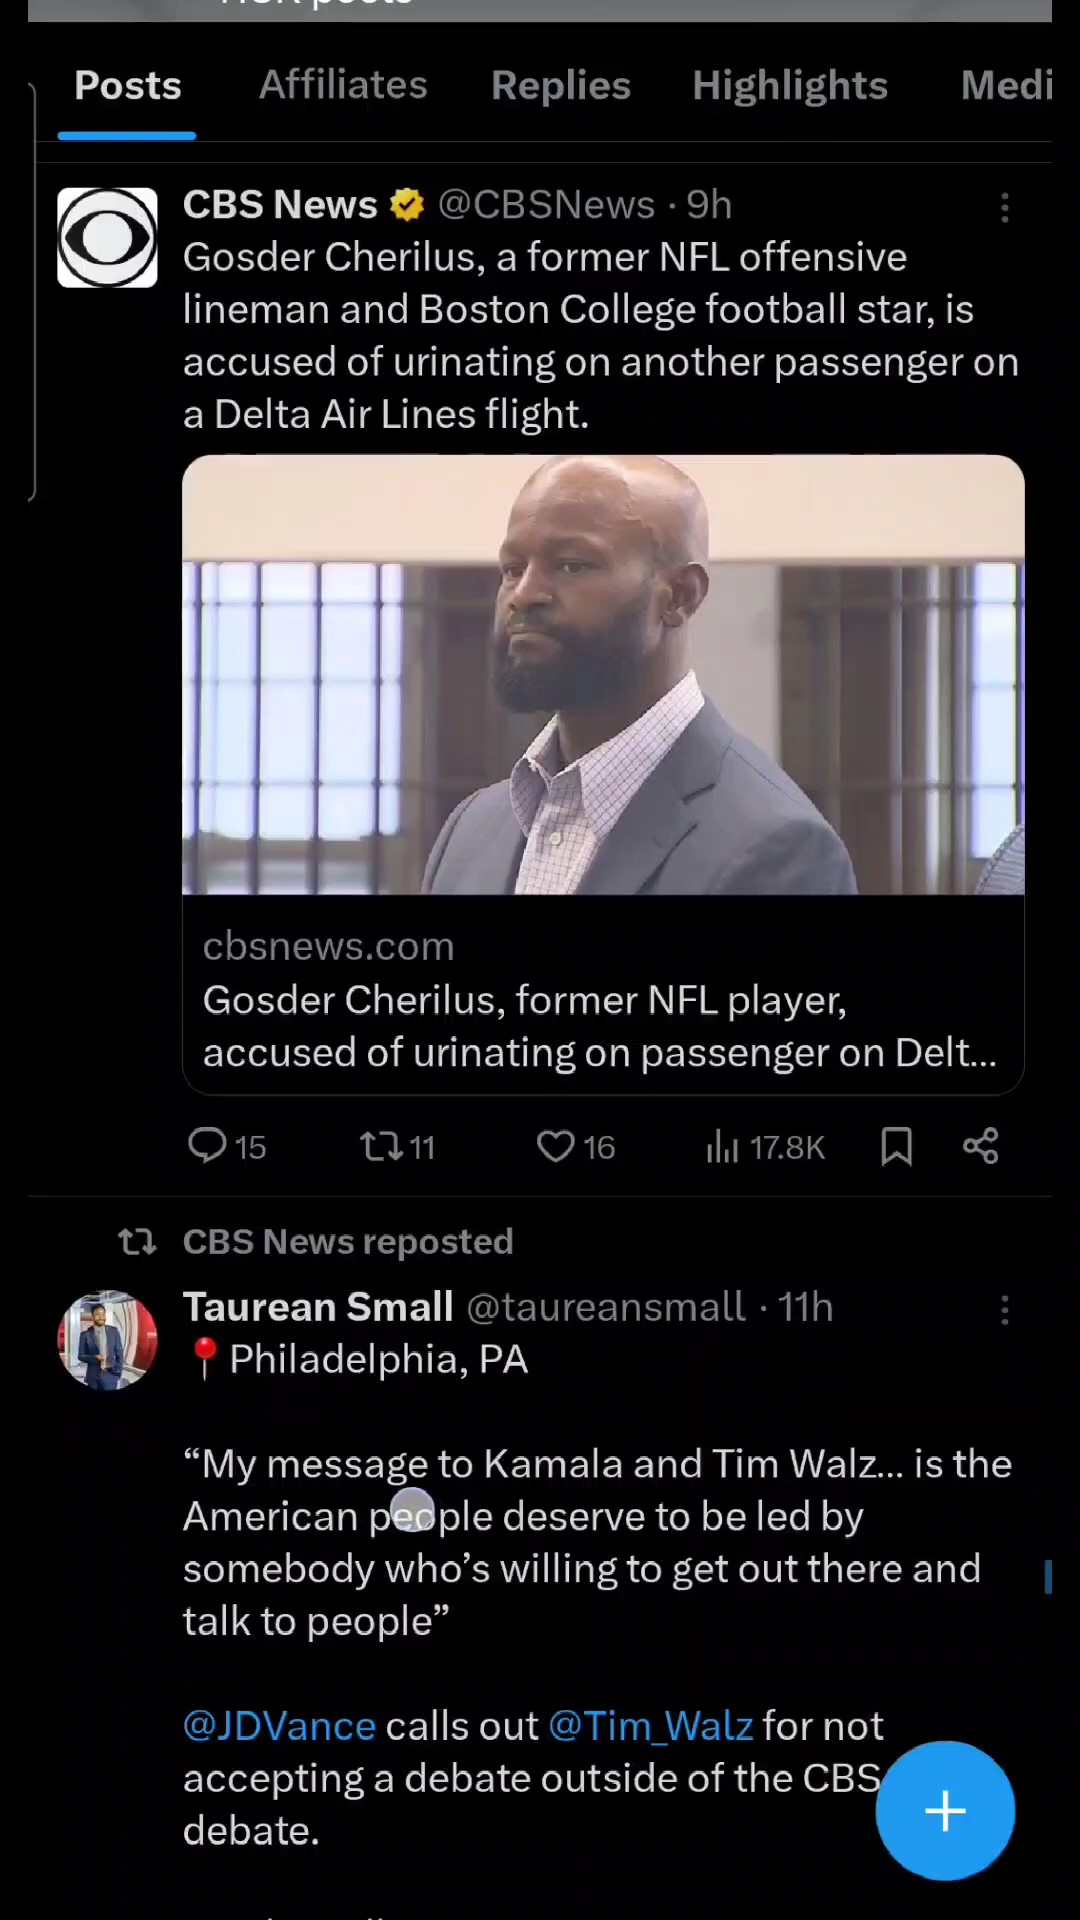 Posts Affiliates Replies Highlights Medi
CBS News @CBSNews · 9h
Gosder Cherilus, a former NFL offensive
lineman and Boston College football star, is
accused of urinating on another passenger on
a Delta Air Lines flight.
cbsnews.com
Gosder Cherilus, former NFL player,
accused of urinating on passenger on Delt...
15 11 16 17.8K
CBS News reposted
Taurean Small @taureansmall · 11h
📍Philadelphia, PA
“My message to Kamala and Tim Walz... is the
American people deserve to be led by
somebody who’s willing to get out there and
talk to people”
@JDVance calls out @Tim_Walz for not
accepting a debate outside of the CBS
debate.